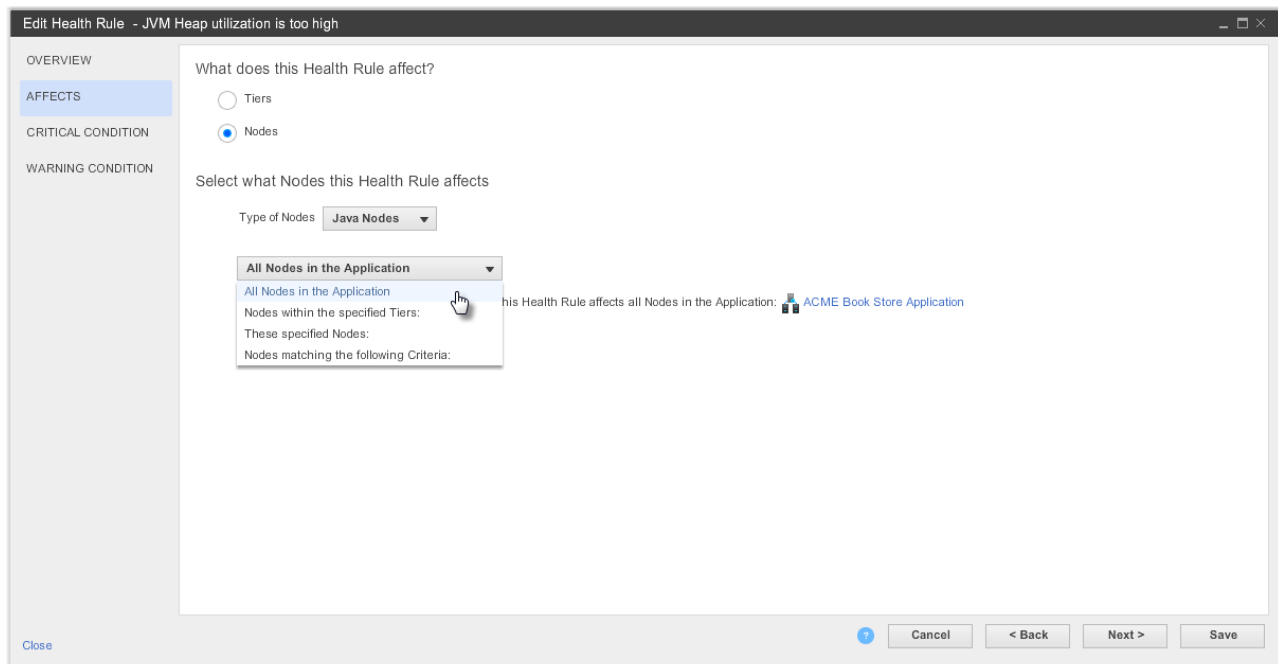 Edit Health Rule - JVM Heap utilization is too high
OVERVIEW
AFFECTS
CRITICAL CONDITION
WARNING CONDITION
What does this Health Rule affect?
Tiers
Nodes
Select what Nodes this Health Rule affects
Type of Nodes Java Nodes
All Nodes in the Application
All Nodes in the Application
Nodes within the specified Tiers:
These specified Nodes:
Nodes matching the following Criteria:
his Health Rule affects all Nodes in the Application: ACME Book Store Application
Close
? Cancel < Back Next > Save